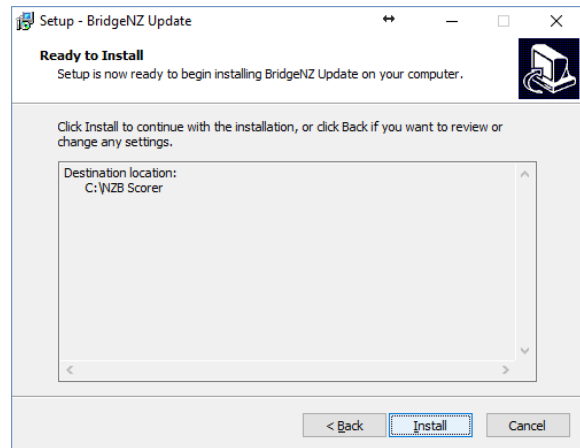 Setup - BridgeNZ Update
Ready to Install
Setup is now ready to begin installing BridgeNZ Update on your computer.
Click Install to continue with the installation, or click Back if you want to review or
change any settings.
Destination location:
C:\NZB Scorer
< Back
Install
Cancel